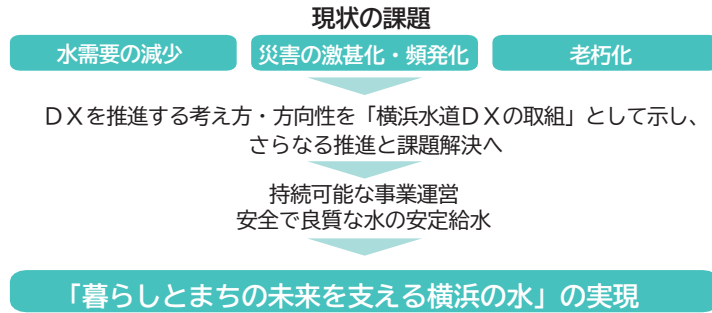 現状の課題
水需要の減少
災害の激甚化・頻発化
老朽化
ＤＸを推進する考え方・方向性を「横浜水道ＤＸの取組」として示し、
さらなる推進と課題解決へ
持続可能な事業運営
安全で良質な水の安定給水
「暮らしとまちの未来を支える横浜の水」の実現